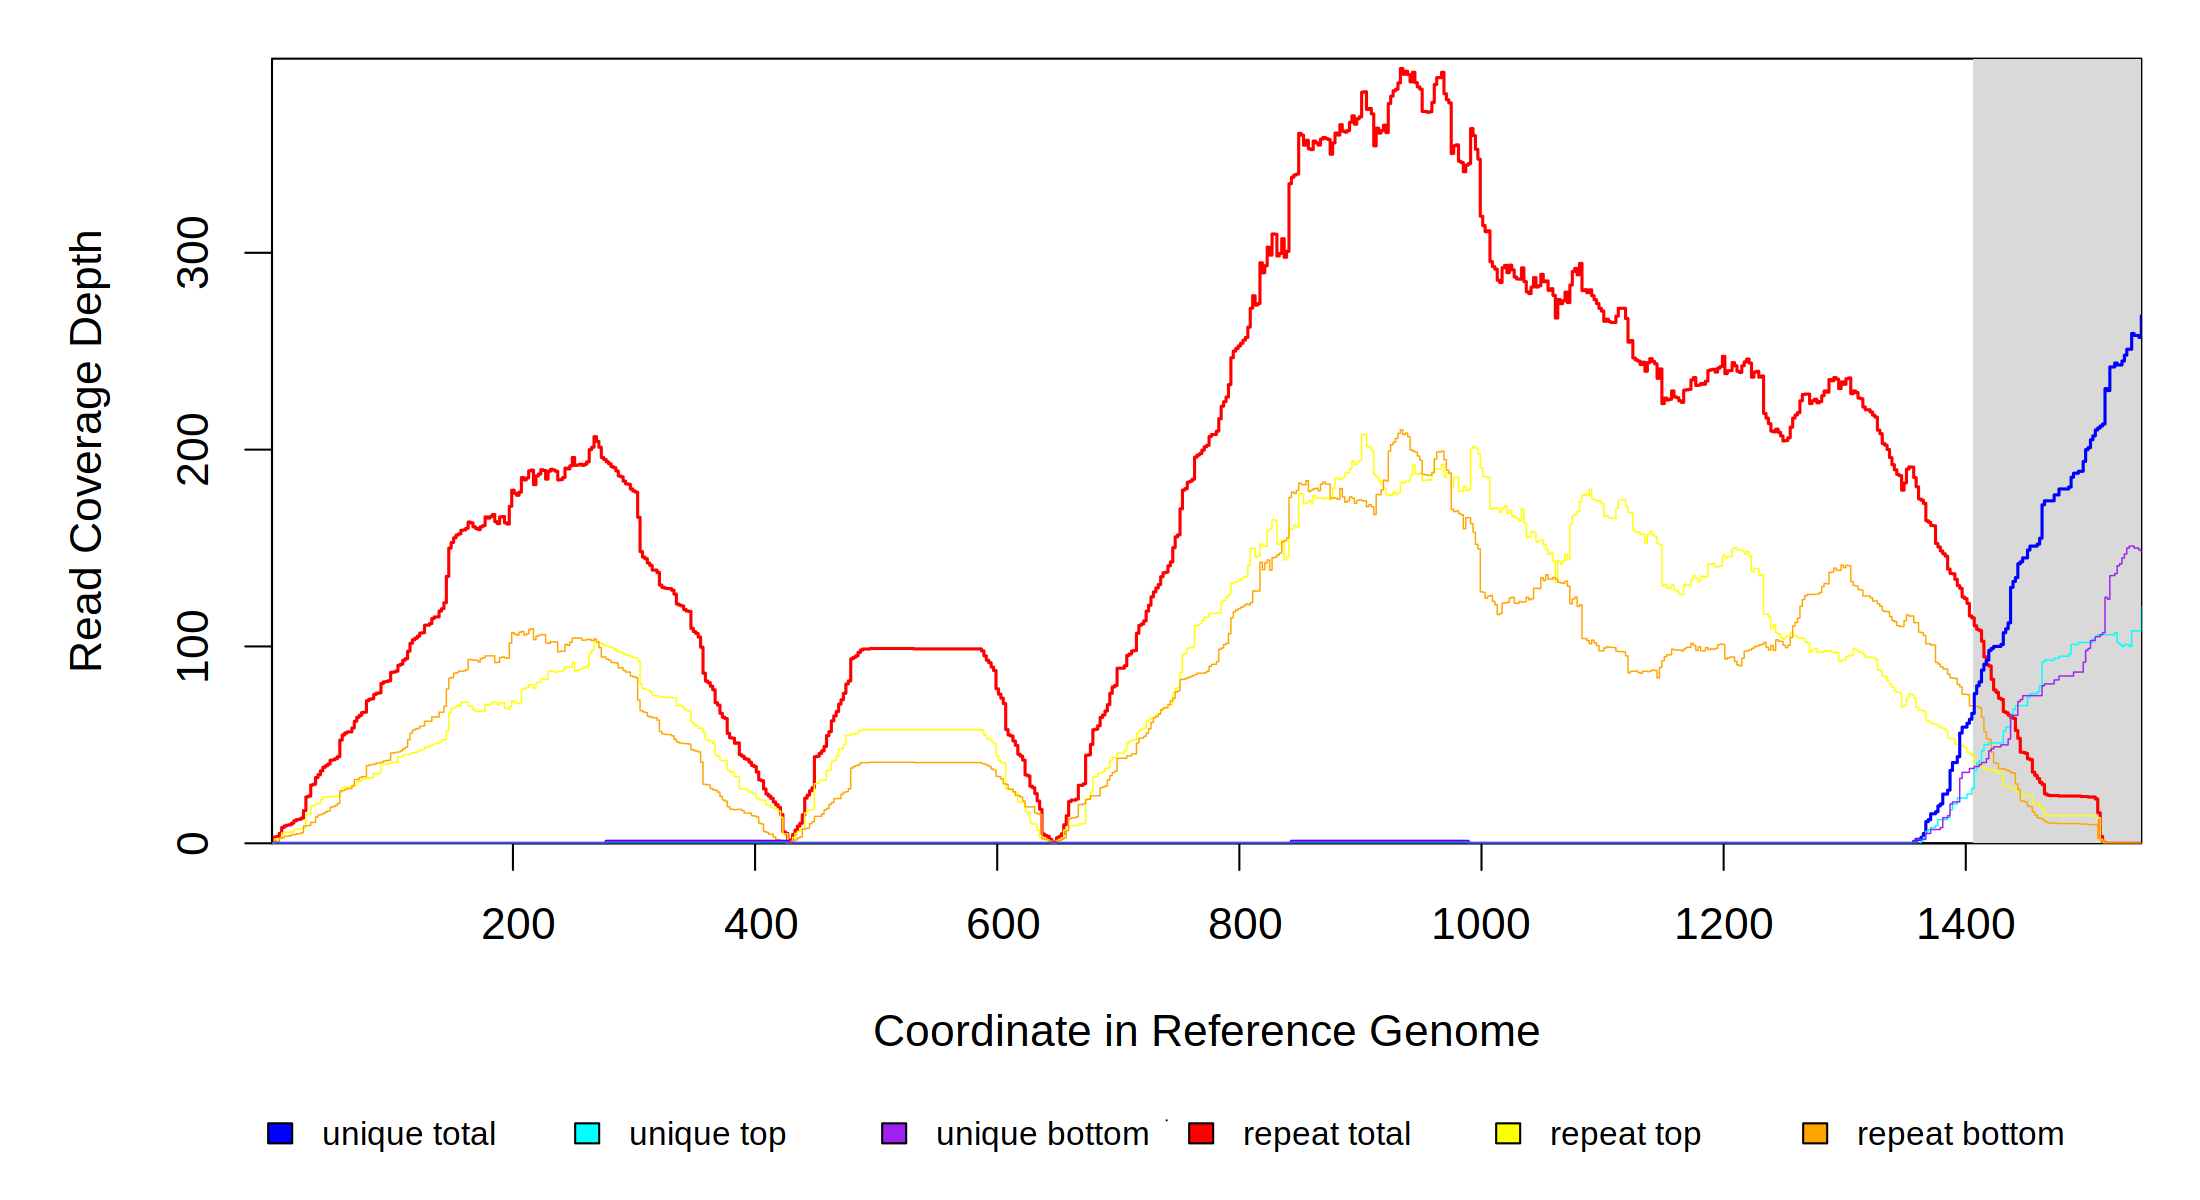 Read Coverage Depth
300
200
100
0
200 400 600 800 1000 1200 1400
Coordinate in Reference Genome
unique total unique top unique bottom repeat total repeat top repeat bottom